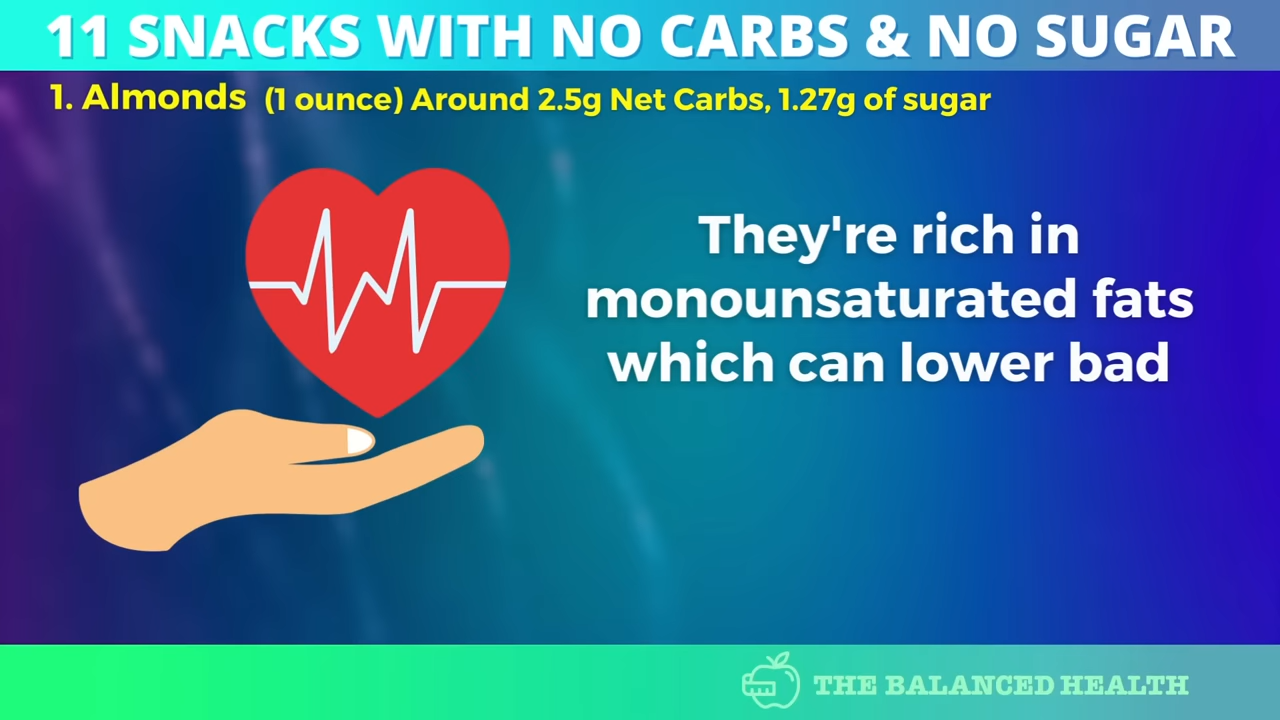 11 SNACKS WITH NO CARBS & NO SUGAR
1. Almonds (1 ounce) Around 2.5g Net Carbs, 1.27g of sugar
They're rich in
monounsaturated fats
which can lower bad
THE BALANCED HEALTH